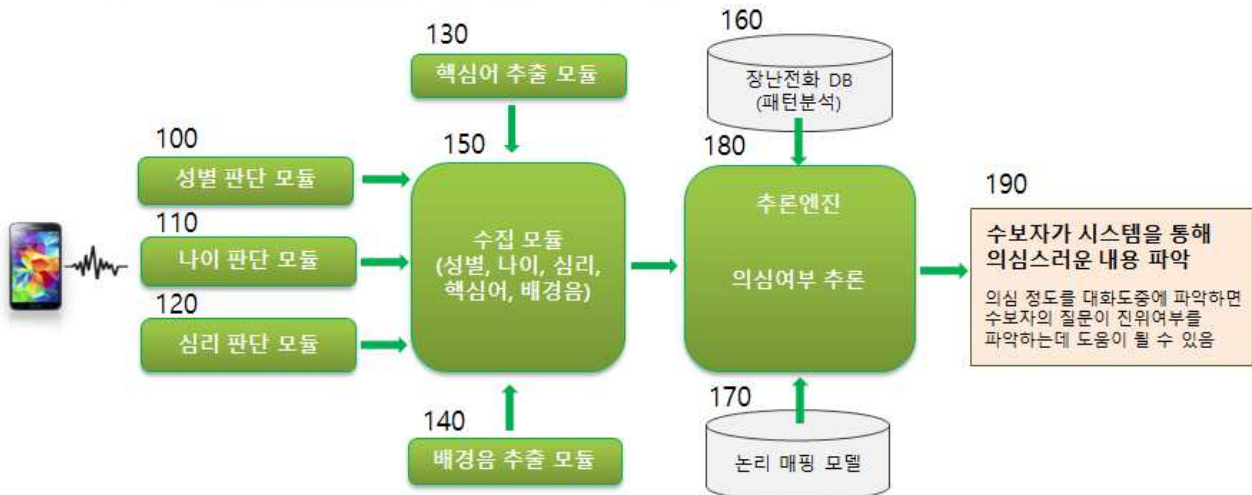 130
핵심어 추출 모듈
160
장난전화 DB
(패턴분석)
100
성별 판단 모듈
150
수집 모듈
(성별, 나이, 심리,
핵심어, 배경음)
180
추론엔진
의심여부 추론
190
수보자가 시스템을 통해
의심스러운 내용 파악
의심 정도를 대화도중에 파악하면
수보자의 질문이 진위여부를
파악하는데 도움이 될 수 있음
110
나이 판단 모듈
120
심리 판단 모듈
140
배경음 추출 모듈
170
논리 매핑 모델